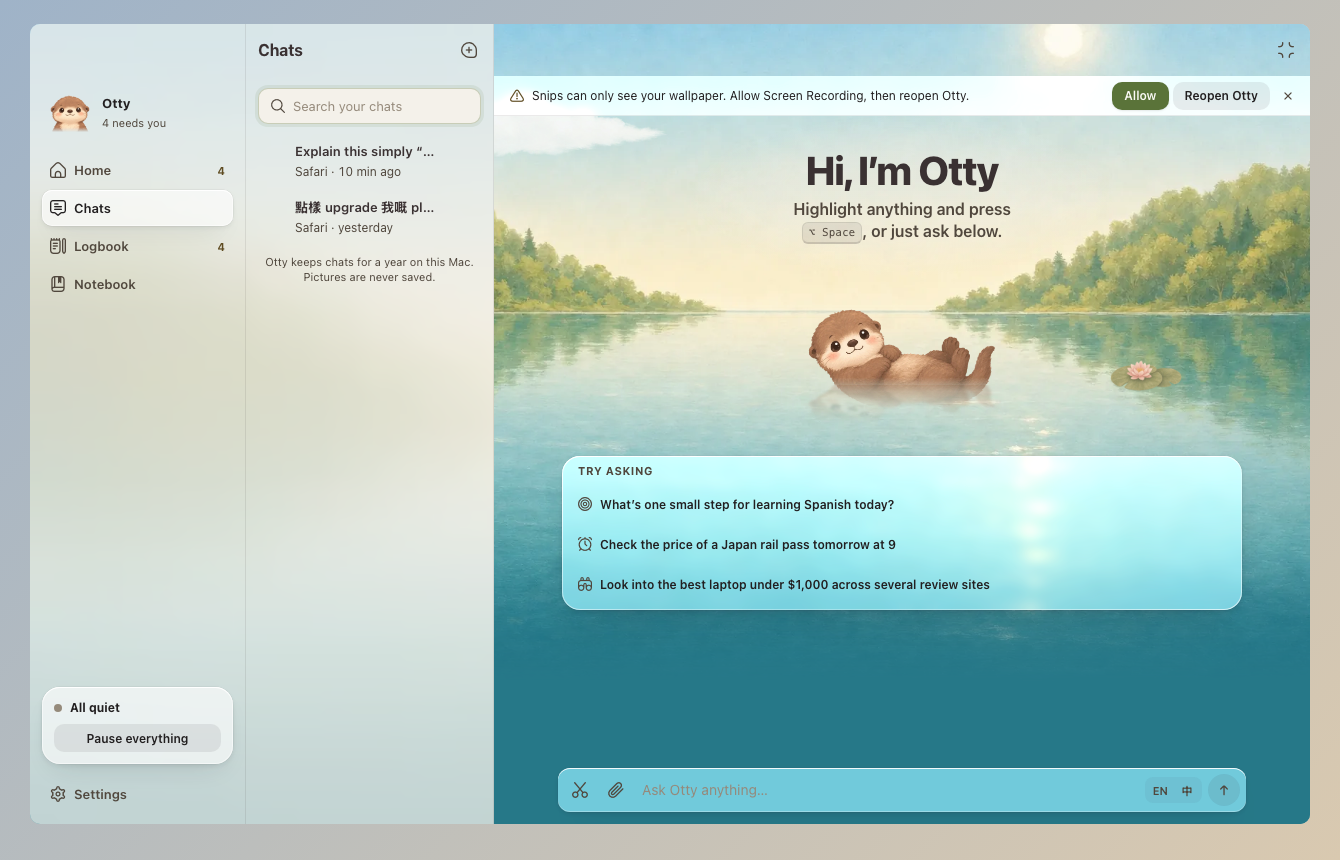 Otty
4 needs you
Home 4
Chats
Logbook 4
Notebook
All quiet
Pause everything
Settings
Chats
Search your chats
Explain this simply “...
Safari · 10 min ago
點樣 upgrade 我嘅 pl...
Safari · yesterday
Otty keeps chats for a year on this Mac.
Pictures are never saved.
Snips can only see your wallpaper. Allow Screen Recording, then reopen Otty.
Allow
Reopen Otty
Hi, I’m Otty
Highlight anything and press
⌥ Space, or just ask below.
TRY ASKING
What’s one small step for learning Spanish today?
Check the price of a Japan rail pass tomorrow at 9
Look into the best laptop under $1,000 across several review sites
Ask Otty anything...
EN 中